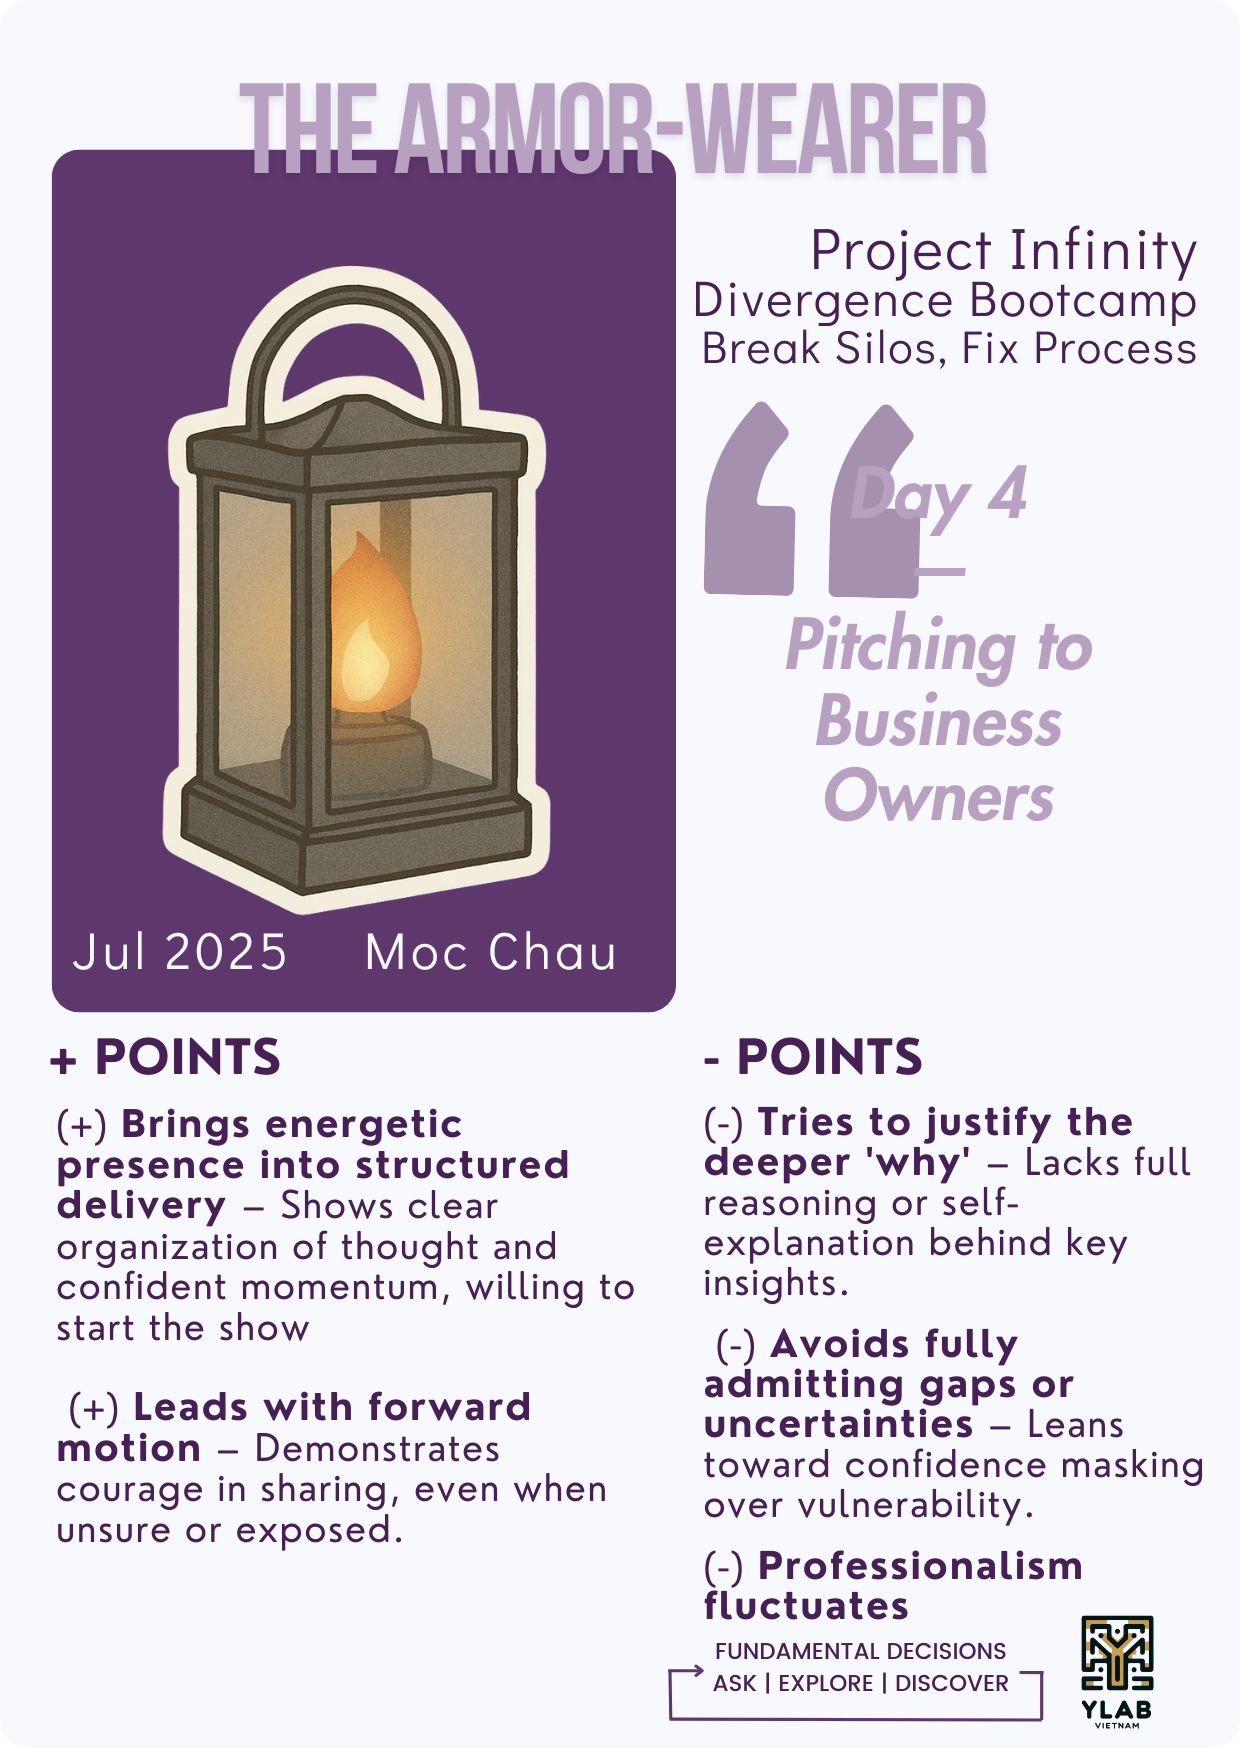 THE ARMOR-WEARER
Project Infinity
Divergence Bootcamp
Break Silos, Fix Process
Day 4
—
Pitching to
Business
Owners
Jul 2025 Moc Chau
+ POINTS
(+) Brings energetic
presence into structured
delivery – Shows clear
organization of thought and
confident momentum, willing to
start the show
(+) Leads with forward
motion – Demonstrates
courage in sharing, even when
unsure or exposed.
- POINTS
(-) Tries to justify the
deeper 'why' – Lacks full
reasoning or self-
explanation behind key
insights.
(-) Avoids fully
admitting gaps or
uncertainties – Leans
toward confidence masking
over vulnerability.
(-) Professionalism
fluctuates
FUNDAMENTAL DECISIONS
ASK | EXPLORE | DISCOVER
YLAB
VIETNAM